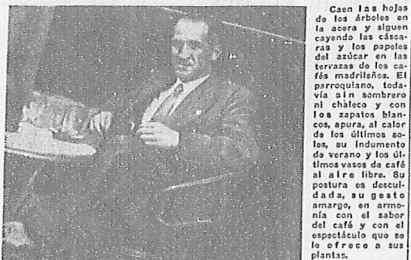 Caen las hojas
de los árboles en
la acera y siguen
cayendo las cásca-
ras y los papeles
del azúcar en las
terrazas de los ca-
fés madrileños. El
parroquiano, toda-
vía sin sombrero
ni chaleco y con
los zapatos blan-
cos, apura, al calor
de los últimos so-
les, su indumento
de verano y los úl-
timos vasos de café
al aire libre. Su
postura es descui-
dada, su gesto
amargo, en armo-
nía con el sabor
del café y con el
espectáculo que se
le ofrece a sus
plantas.